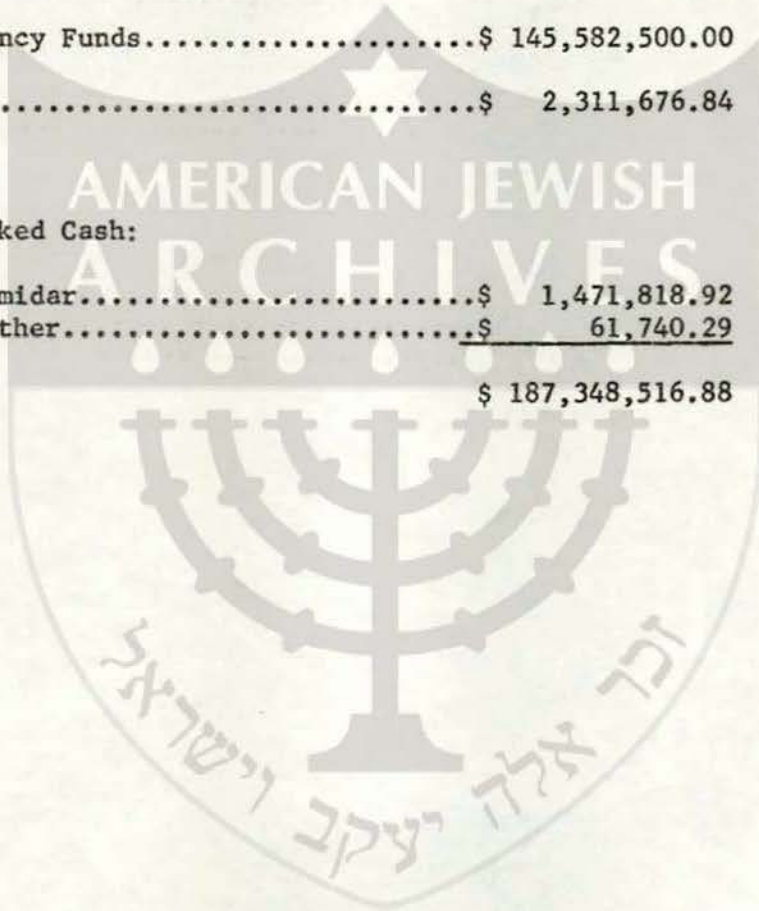 ncy Funds.....................$ 145,582,500.00
..............................$ 2,311,676.84
AMERICAN JEWISH
ked Cash:
ARCHIVES
midar.........................$ 1,471,818.92
ther..........................$ 61,740.29
$ 187,348,516.88
זכר אלה יעקב וישראל